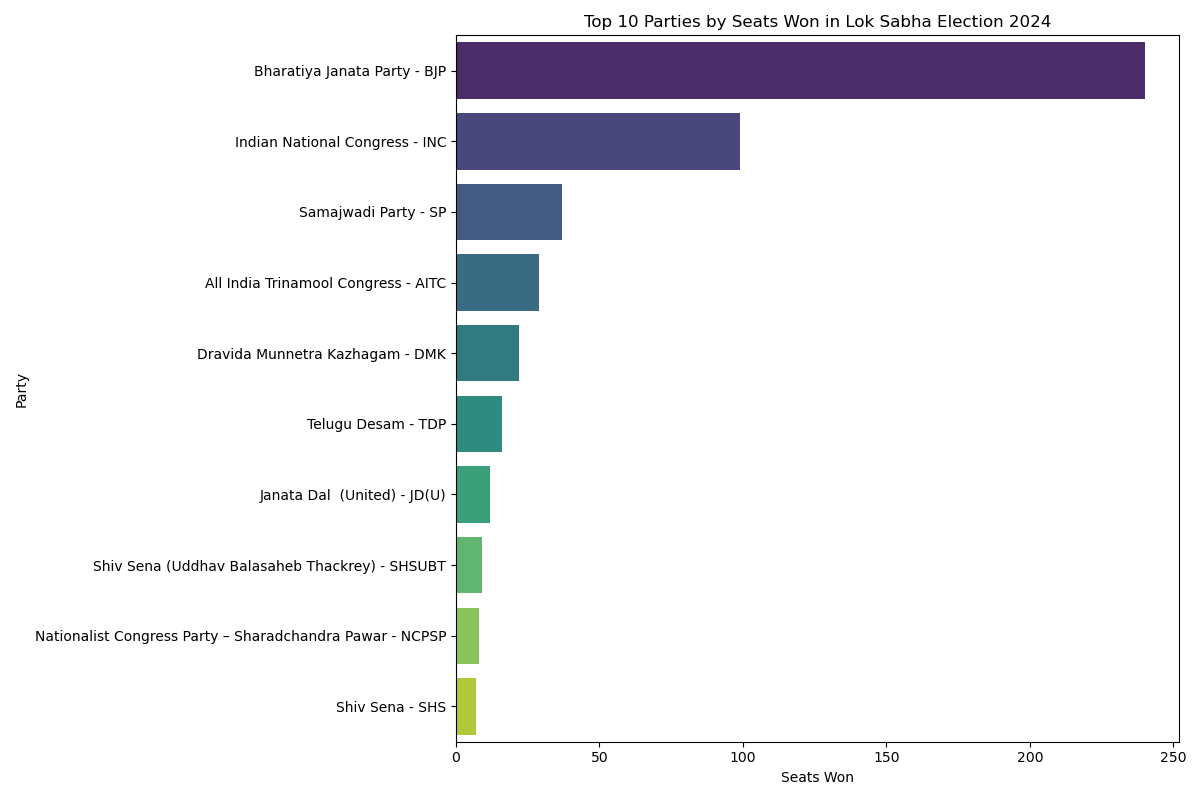 Top 10 Parties by Seats Won in Lok Sabha Election 2024
Party
Bharatiya Janata Party - BJP
Indian National Congress - INC
Samajwadi Party - SP
All India Trinamool Congress - AITC
Dravida Munnetra Kazhagam - DMK
Telugu Desam - TDP
Janata Dal  (United) - JD(U)
Shiv Sena (Uddhav Balasaheb Thackrey) - SHSUBT
Nationalist Congress Party – Sharadchandra Pawar - NCPSP
Shiv Sena - SHS
0 50 100 150 200 250
Seats Won